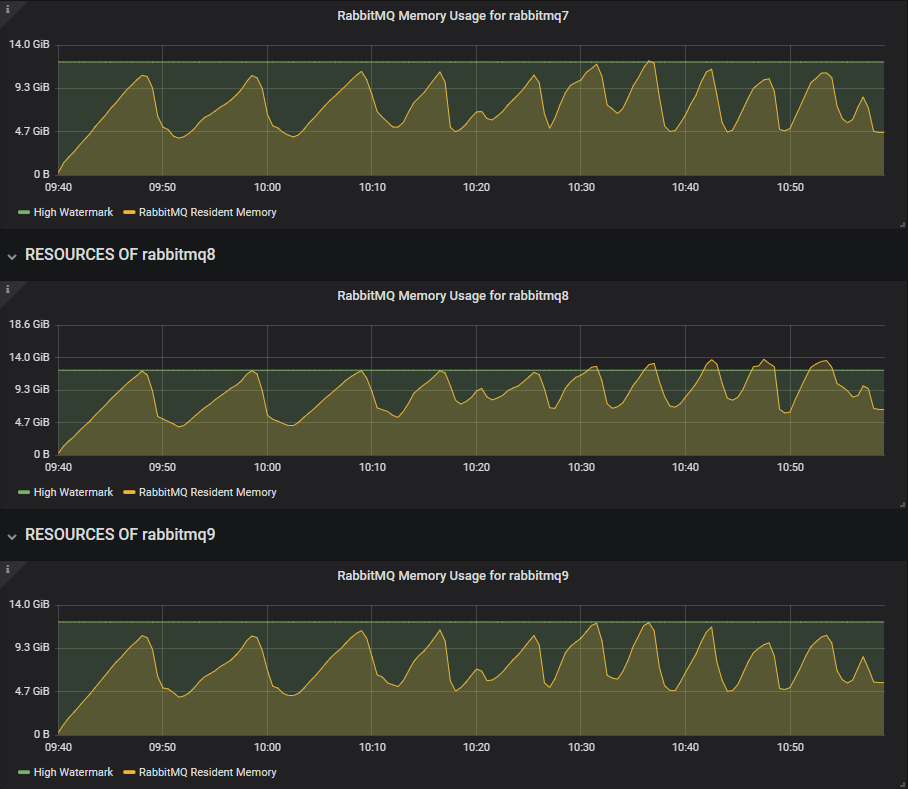 RabbitMQ Memory Usage for rabbitmq7
14.0 GiB
9.3 GiB
4.7 GiB
0 B
09:40 09:50 10:00 10:10 10:20 10:30 10:40 10:50
High Watermark RabbitMQ Resident Memory
RESOURCES OF rabbitmq8
RabbitMQ Memory Usage for rabbitmq8
18.6 GiB
14.0 GiB
9.3 GiB
4.7 GiB
0 B
09:40 09:50 10:00 10:10 10:20 10:30 10:40 10:50
High Watermark RabbitMQ Resident Memory
RESOURCES OF rabbitmq9
RabbitMQ Memory Usage for rabbitmq9
14.0 GiB
9.3 GiB
4.7 GiB
0 B
09:40 09:50 10:00 10:10 10:20 10:30 10:40 10:50
High Watermark RabbitMQ Resident Memory